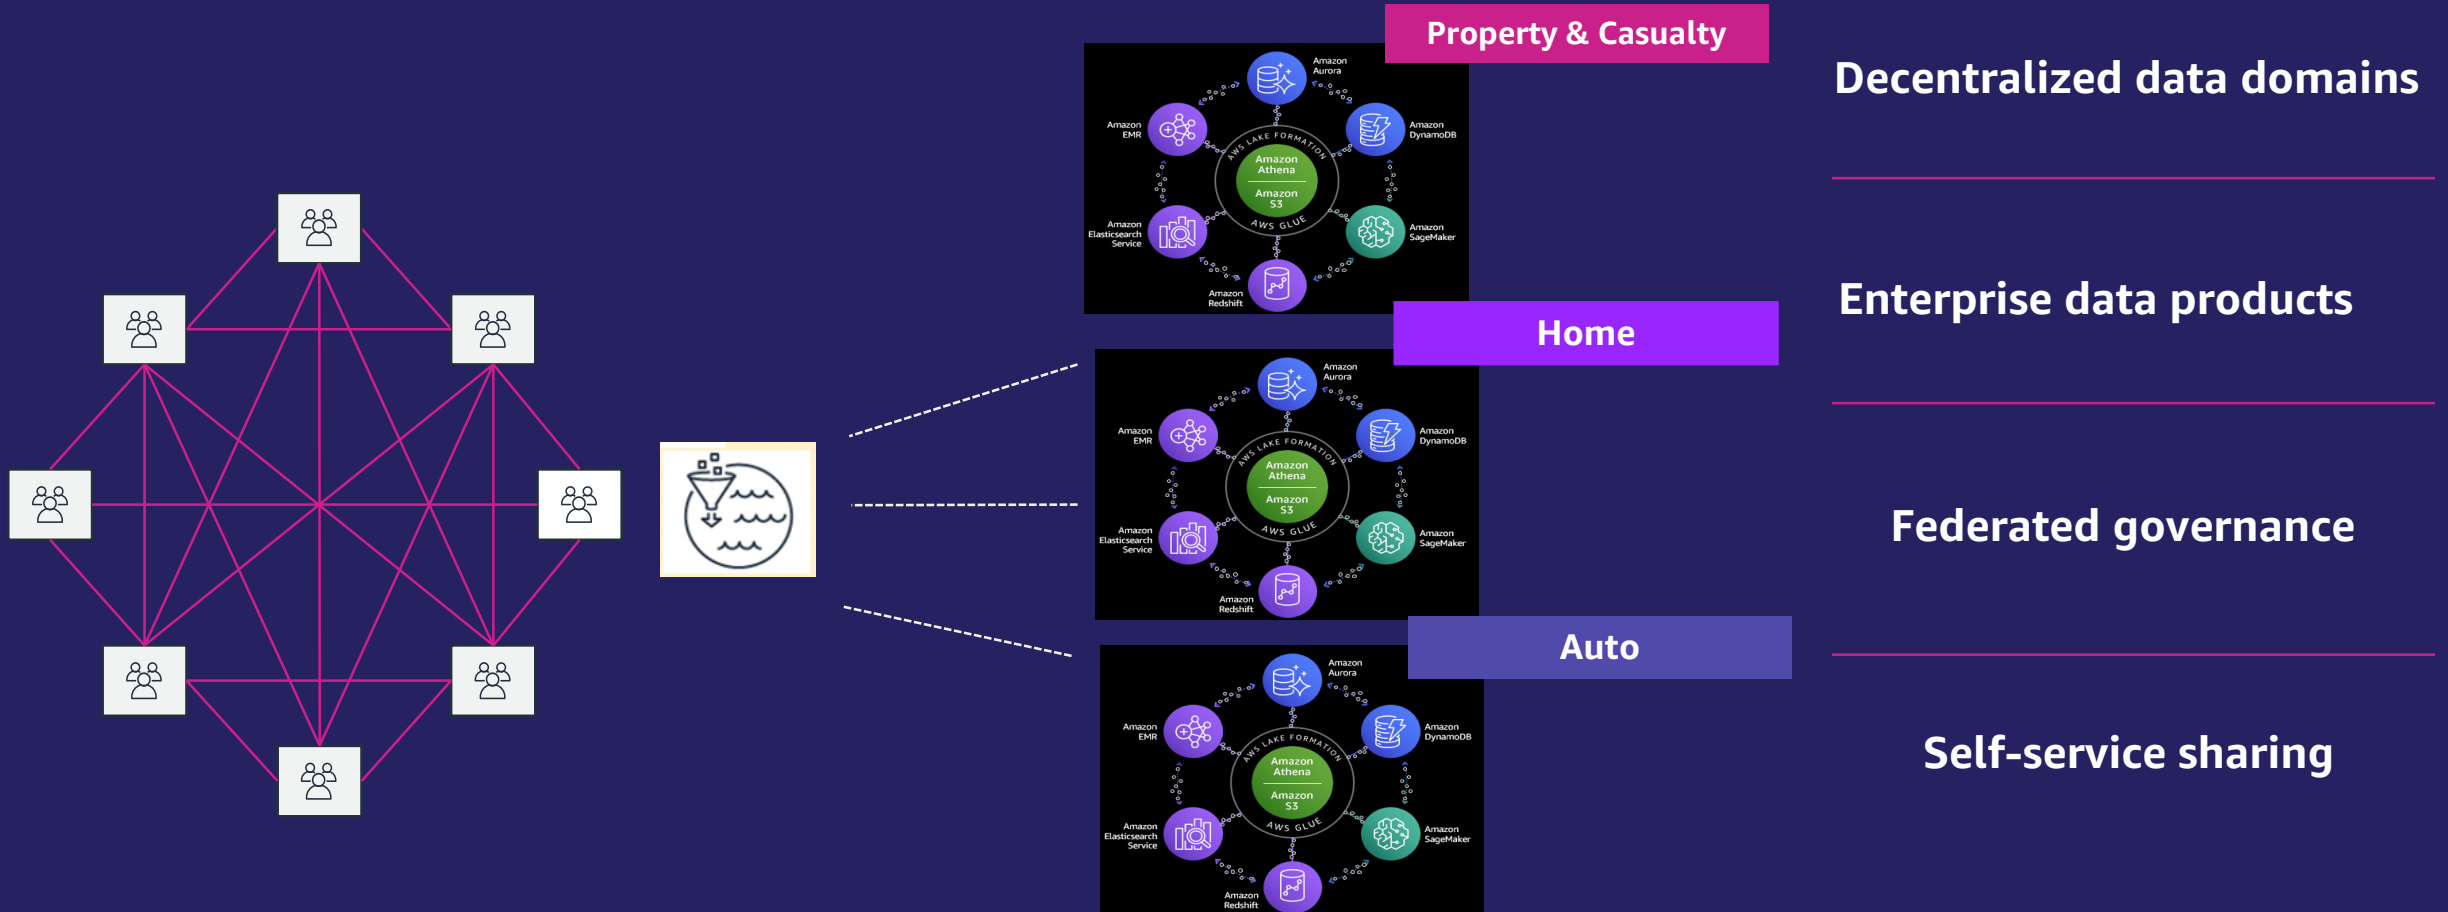 Property & Casualty
Amazon
Aurora
Amazon
EMR
Amazon
DynamoDB
AWS LAKE FORMATION
Amazon
Athena
Amazon
S3
AWS GLUE
Amazon
Elasticsearch
Service
Amazon
SageMaker
Amazon
Redshift
Home
Amazon
Aurora
Amazon
EMR
Amazon
DynamoDB
AWS LAKE FORMATION
Amazon
Athena
Amazon
S3
AWS GLUE
Amazon
Elasticsearch
Service
Amazon
SageMaker
Amazon
Redshift
Auto
Amazon
Aurora
Amazon
EMR
Amazon
DynamoDB
AWS LAKE FORMATION
Amazon
Athena
Amazon
S3
AWS GLUE
Amazon
Elasticsearch
Service
Amazon
SageMaker
Amazon
Redshift
Decentralized data domains
Enterprise data products
Federated governance
Self-service sharing